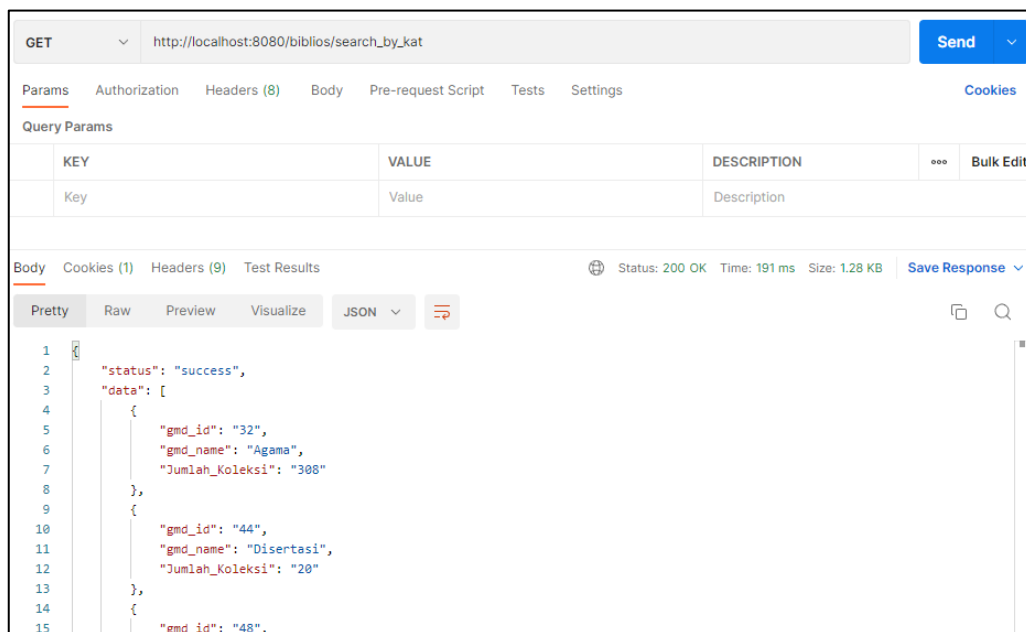 GET http://localhost:8080/biblios/search_by_kat Send
Params Authorization Headers (8) Body Pre-request Script Tests Settings Cookies
Query Params
KEY VALUE DESCRIPTION ooo Bulk Edit
Key Value Description
Body Cookies (1) Headers (9) Test Results Status: 200 OK Time: 191 ms Size: 1.28 KB Save Response
Pretty Raw Preview Visualize JSON
1 {
2 "status": "success",
3 "data": [
4 {
5 "gmd_id": "32",
6 "gmd_name": "Agama",
7 "Jumlah_Koleksi": "308"
8 },
9 {
10 "gmd_id": "44",
11 "gmd_name": "Disertasi",
12 "Jumlah_Koleksi": "20"
13 },
14 {
15 "gmd_id": "48",